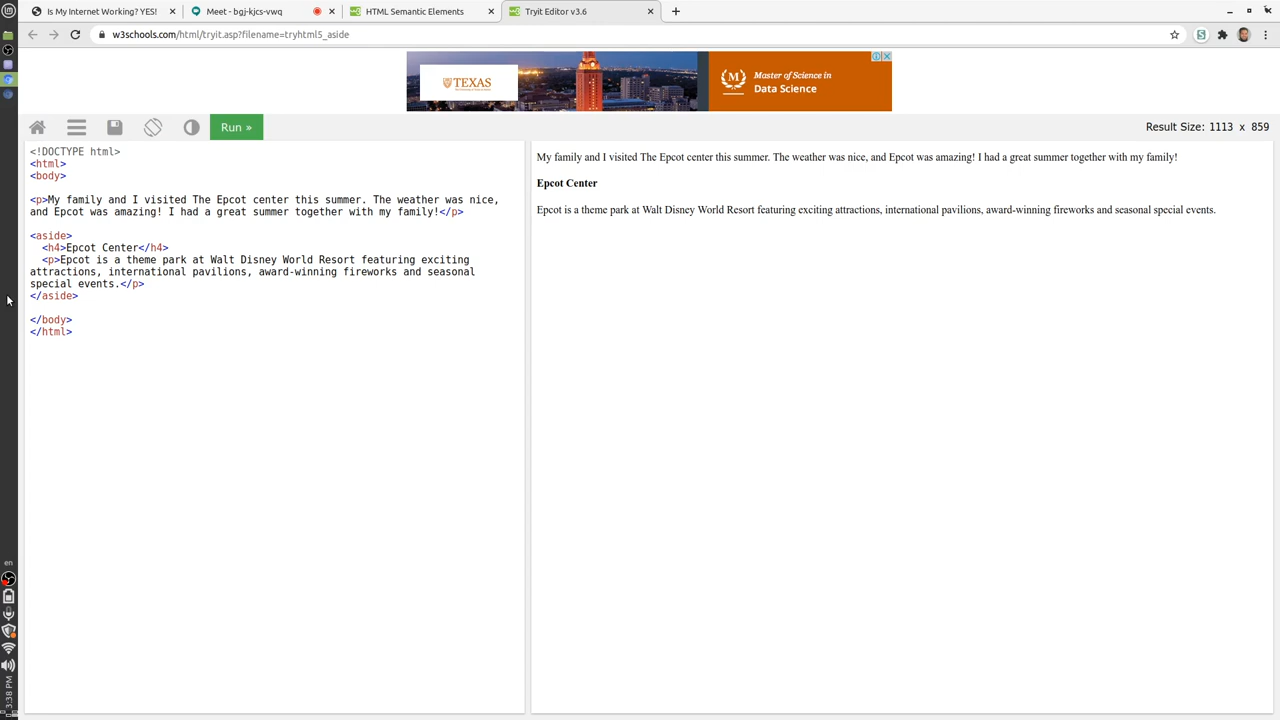 Is My Internet Working? YES!
Meet - bgj-kjcs-vwq
HTML Semantic Elements
Tryit Editor v3.6
w3schools.com/html/tryit.asp?filename=tryhtml5_aside
TEXAS
Master of Science in
Data Science
Run »
Result Size: 1113 x 859
<!DOCTYPE html>
<html>
<body>
<p>My family and I visited The Epcot center this summer. The weather was nice,
and Epcot was amazing! I had a great summer together with my family!</p>
<aside>
<h4>Epcot Center</h4>
<p>Epcot is a theme park at Walt Disney World Resort featuring exciting
attractions, international pavilions, award-winning fireworks and seasonal
special events.</p>
</aside>
</body>
</html>
My family and I visited The Epcot center this summer. The weather was nice, and Epcot was amazing! I had a great summer together with my family!
Epcot Center
Epcot is a theme park at Walt Disney World Resort featuring exciting attractions, international pavilions, award-winning fireworks and seasonal special events.
en
3:38 PM